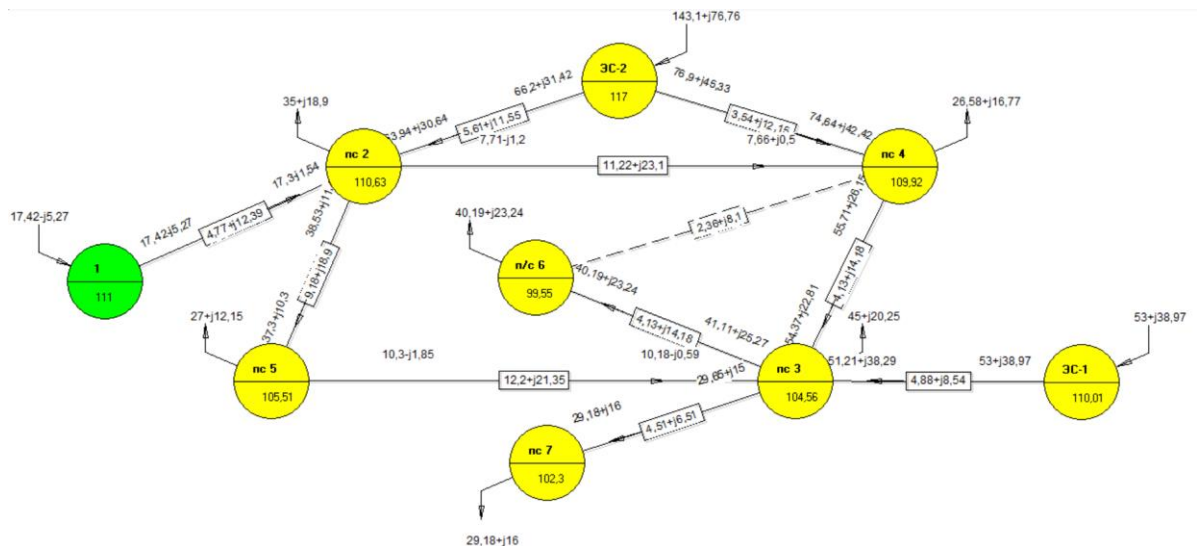 143,1+j76,76
ЭС-2
117
66,2+j31,42
76,9+j45,33
35+j18,9
5,61+j11,55
3,54+j12,15
74,64+j42,42
26,58+j16,77
7,71-j1,2
7,66+j0,5
пс 2
110,63
11,22+j23,1
пс 4
109,92
17,3-j1,54
17,42-j5,27
17,42-j5,27
4,77+j12,39
1
111
38,53+j11
9,18+j18,9
40,19+j23,24
2,36+j8,1
55,71+j26,15
п/с 6
99,55
40,19+j23,24
4,13+j14,18
4,13+j14,18
41,11+j25,27
54,37+j22,81
27+j12,15
37,3+j10,3
45+j20,25
53+j38,97
пс 5
105,51
10,3-j1,85
12,2+j21,35
10,18-j0,59
29,65+j15
пс 3
104,56
51,21+j38,29
4,88+j8,54
53+j38,97
ЭС-1
110,01
29,18+j16
4,51+j6,51
пс 7
102,3
29,18+j16